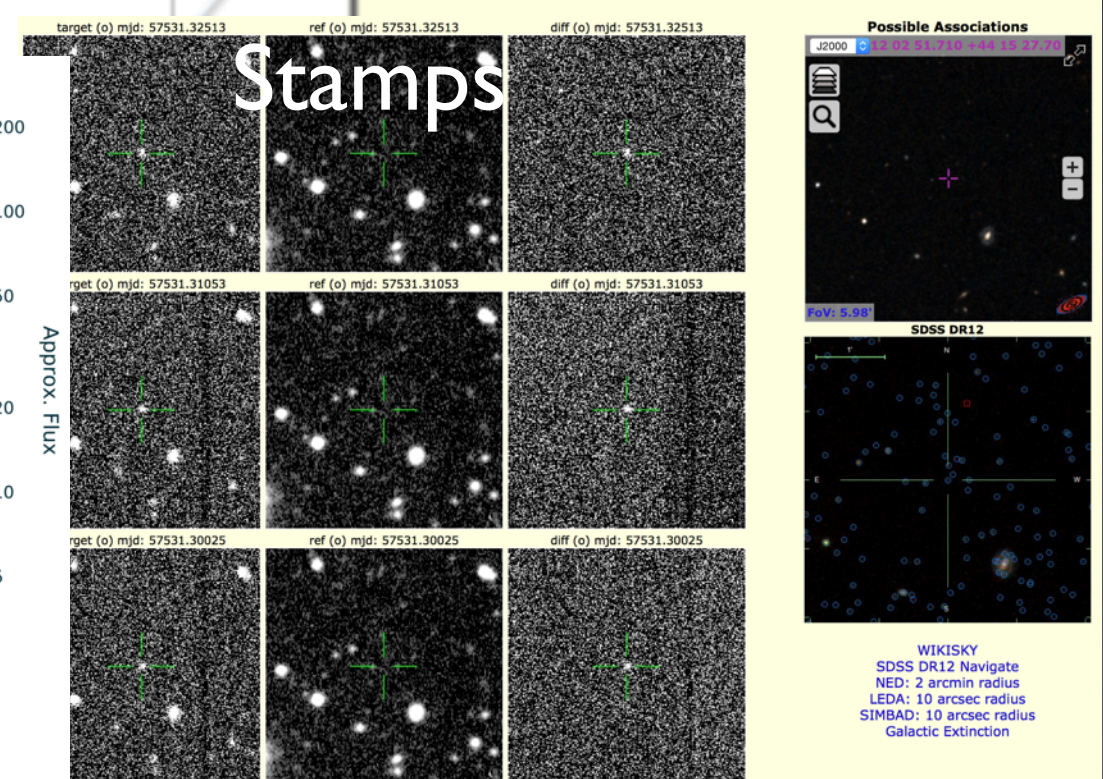 target (o) mjd: 57531.32513
ref (o) mjd: 57531.32513
diff (o) mjd: 57531.32513
Stamps
rget (o) mjd: 57531.31053
ref (o) mjd: 57531.31053
diff (o) mjd: 57531.31053
rget (o) mjd: 57531.30025
ref (o) mjd: 57531.30025
diff (o) mjd: 57531.30025
200
100
50
20
10
5
Approx. Flux
Possible Associations
J2000 12 02 51.710 +44 15 27.70
+
−
FoV: 5.98'
SDSS DR12
1'
N
E
W
S
WIKISKY
SDSS DR12 Navigate
NED: 2 arcmin radius
LEDA: 10 arcsec radius
SIMBAD: 10 arcsec radius
Galactic Extinction